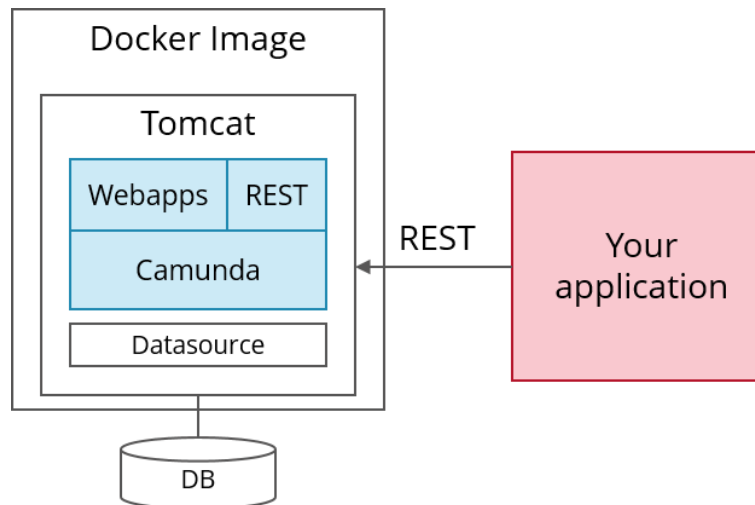 Docker Image
Tomcat
Webapps
REST
Camunda
Datasource
DB
REST
Your
application